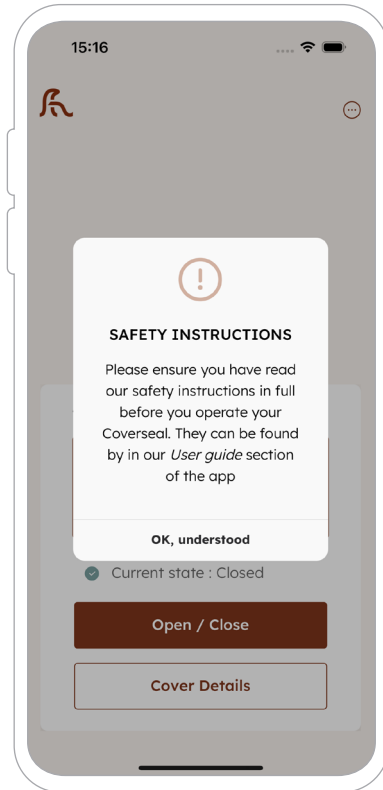 15:16
SAFETY INSTRUCTIONS
Please ensure you have read
our safety instructions in full
before you operate your
Coverseal. They can be found
by in our User guide section
of the app
OK, understood
Current state : Closed
Open / Close
Cover Details